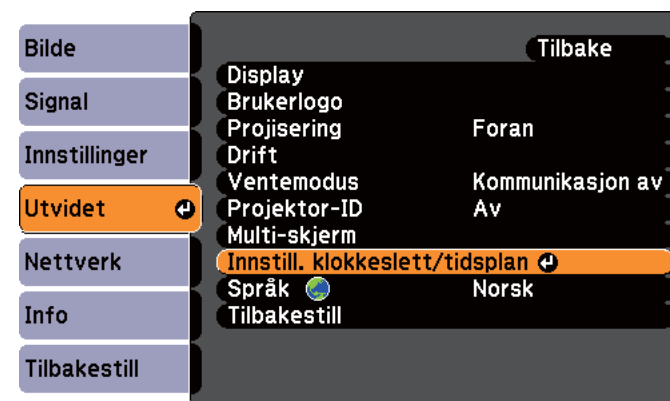 Bilde
Signal
Innstillinger
Utvidet
Nettverk
Info
Tilbakestill
Tilbake
Display
Brukerlogo
Projisering Foran
Drift
Ventemodus Kommunikasjon av
Projektor-ID Av
Multi-skjerm
Innstill. klokkeslett/tidsplan
Språk Norsk
Tilbakestill